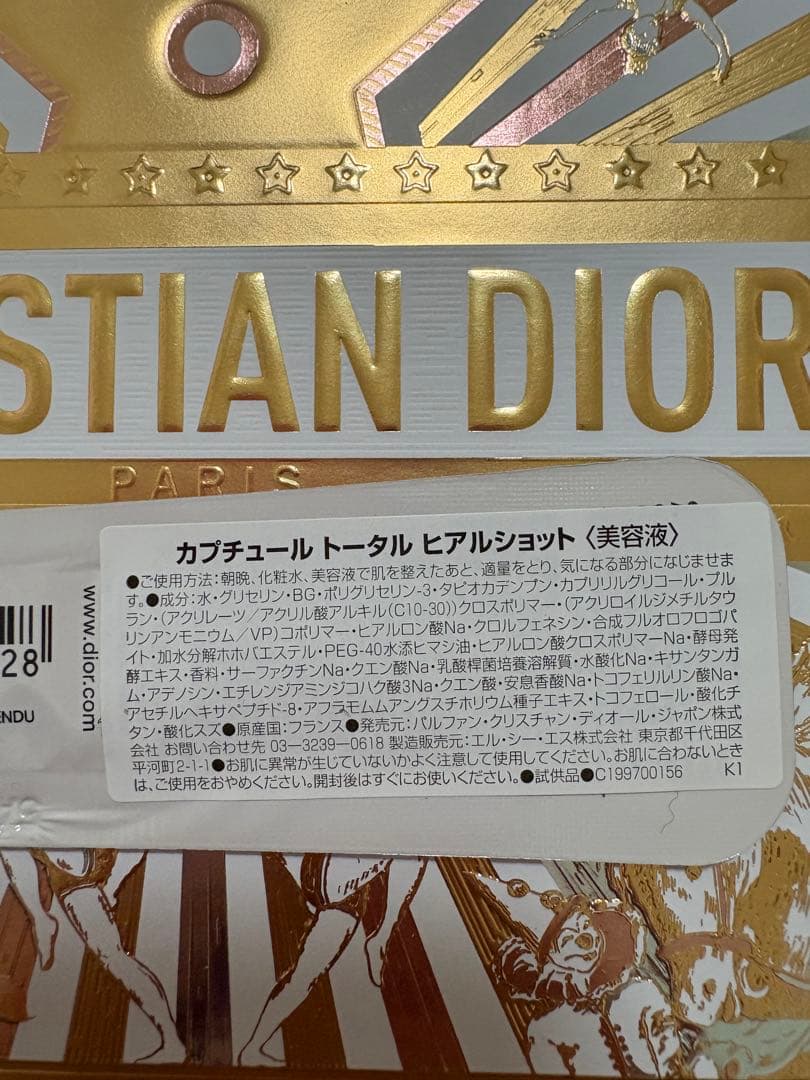 STIAN DIOR
PARIS
カプチュール トータル ヒアルショット〈美容液〉
●ご使用方法：朝晩、化粧水、美容液で肌を整えたあと、適量をとり、気になる部分になじませま
す。●成分：水・グリセリン・BG・ポリグリセリン-3・タピオカデンプン・カプリリルグリコール・プル
ラン・（アクリレーツ／アクリル酸アルキル（C10-30））クロスポリマー・（アクリロイルジメチルタウ
リンアンモニウム／VP）コポリマー・ヒアルロン酸Na・クロルフェネシン・合成フルオロフロゴパ
イト・加水分解ホホバエステル・PEG-40水添ヒマシ油・ヒアルロン酸クロスポリマーNa・酵母発
酵エキス・香料・サーファクチンNa・クエン酸Na・乳酸桿菌培養溶解質・水酸化Na・キサンタンガ
ム・アデノシン・エチレンジアミンジコハク酸3Na・クエン酸・安息香酸Na・トコフェリルリン酸Na・
アセチルヘキサペプチド-8・アフラモムムアングスチホリウム種子エキス・トコフェロール・酸化チ
タン・酸化スズ●原産国：フランス●発売元：パルファン・クリスチャン・ディオール・ジャポン株式
会社 お問い合わせ先 03―3239―0618 製造販売元：エル・シー・エス株式会社 東京都千代田区
平河町2-1-1●お肌に異常が生じていないかよく注意して使用してください。お肌に合わないとき
は、ご使用をおやめください。開封後はすぐにお使いください。●試供品●C199700156 K1
www.dior.co
28
ENDU